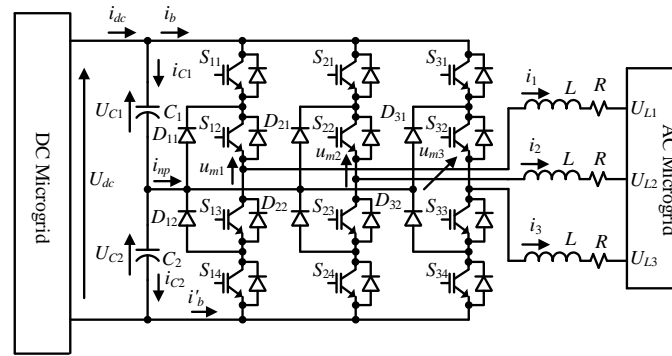 i_dc
i_b
S_11
S_21
S_31
i_C1
i_1
L
R
U_L1
U_C1
C_1
D_11
S_12
D_21
S_22
D_31
S_32
DC Microgrid
U_dc
i_np
u_m1
u_m2
u_m3
i_2
L
R
U_L2
AC Microgrid
D_12
S_13
D_22
S_23
D_32
S_33
i_3
L
R
U_L3
U_C2
C_2
i_C2
i'_b
S_14
S_24
S_34